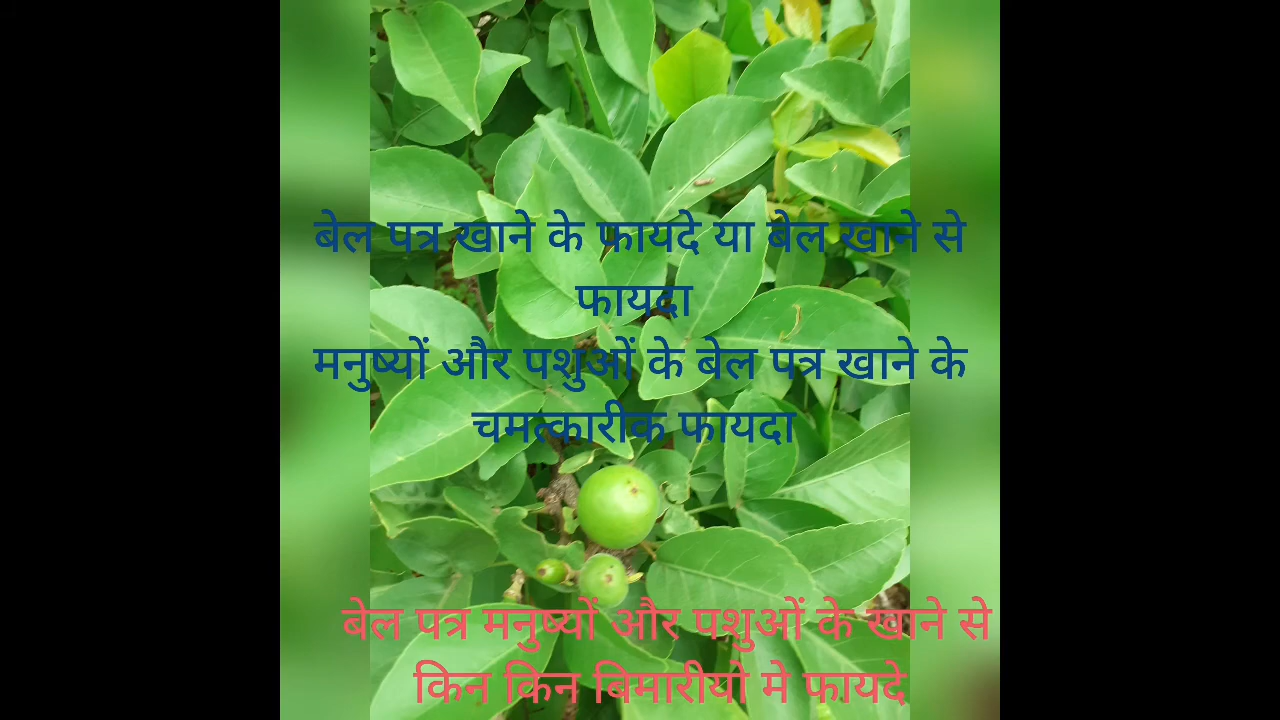 बेल पत्र खाने के फायदे या बेल खाने से
फायदा
मनुष्यों और पशुओं के बेल पत्र खाने के
चमत्कारीक फायदा
बेल पत्र मनुष्यों और पशुओं के खाने से
किन किन बिमारीयो मे फायदे